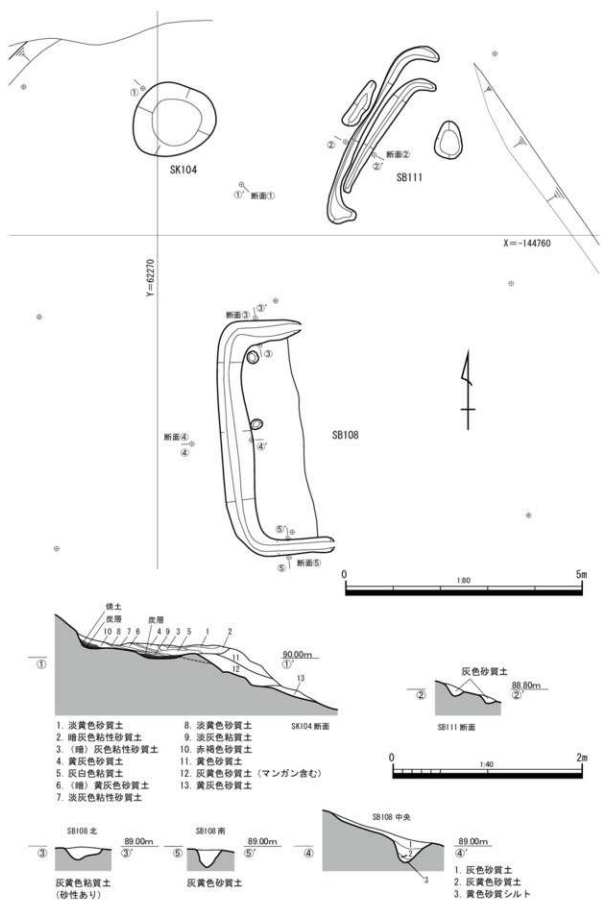 ①
SK104
①' 断面①
②
断面②
②'
SB111
X=-144760
Y=62270
断面③ ③'
③
断面④
④
④'
SB108
⑤'
⑤ 断面⑤
0 5m
1:80
焼土
炭層 炭層
10 8 7 6 4 9 3 5 1 2
11
12
13
① 90.00m ①'
SK104 断面
1. 淡黄色砂質土
2. 暗灰色粘性砂質土
3. (暗)灰色粘性砂質土
4. 黄灰色砂質土
5. 灰白色粘質土
6. (暗)黄灰色砂質土
7. 淡灰色粘性砂質土
8. 淡黄色砂質土
9. 淡灰色粘質土
10. 赤褐色砂質土
11. 黄色砂質土
12. 灰黄色砂質土(マンガン含む)
13. 黄灰色砂質土
灰色砂質土
② 88.80m ②'
SB111 断面
0 2m
1:40
SB108 北
③ 89.00m ③'
灰黄色粘質土
(砂性あり)
SB108 南
⑤ 89.00m ⑤'
黄色砂質土
SB108 中央
④ 89.00m ④'
1
2
3
1. 灰色砂質土
2. 灰黄色砂質土
3. 黄色砂質シルト